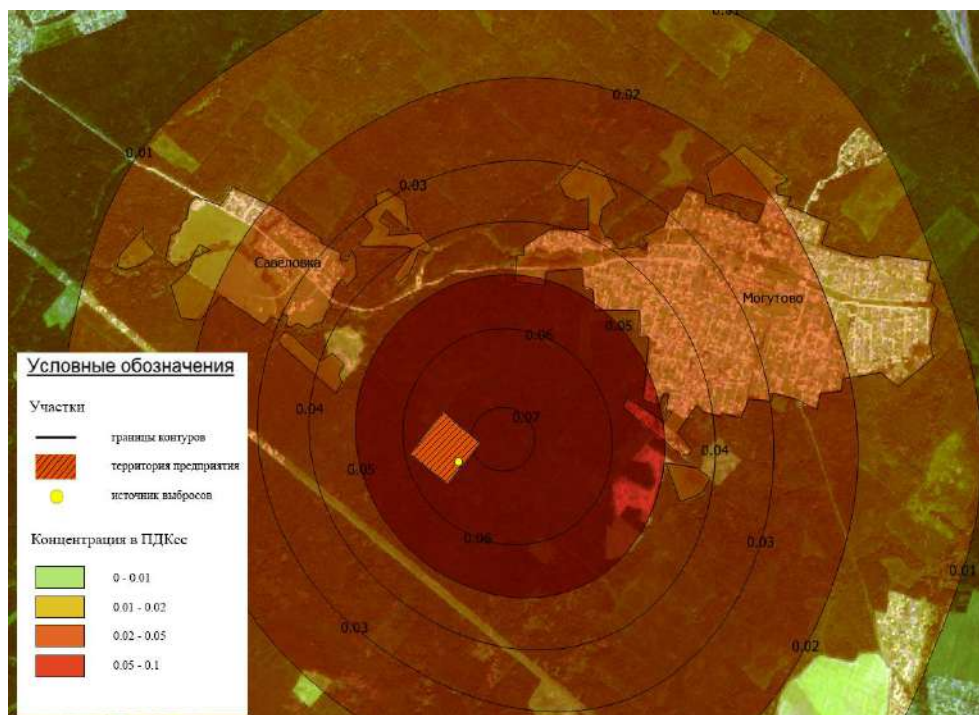 0.01
0.02
0.01
0.03
Савеловка
Могутово
0.05
0.06
0.07
0.04
0.04
0.05
0.06
0.03
0.01
0.03
0.02
Условные обозначения
Участки
границы контуров
территория предприятия
источник выбросов
Концентрация в ПДКсс
0 - 0.01
0.01 - 0.02
0.02 - 0.05
0.05 - 0.1